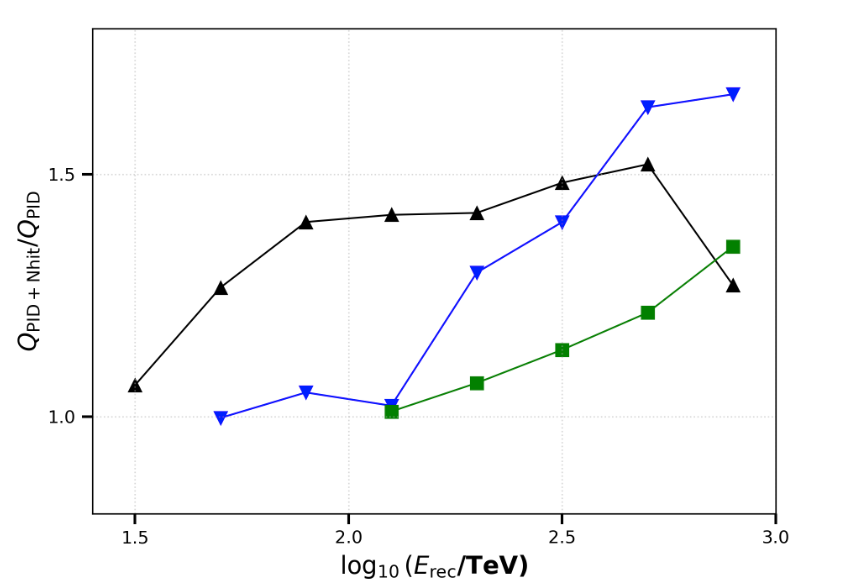 Q_PID + Nhit/Q_PID
1.5
1.0
1.5 2.0 2.5 3.0
log₁₀ (E_rec/TeV)